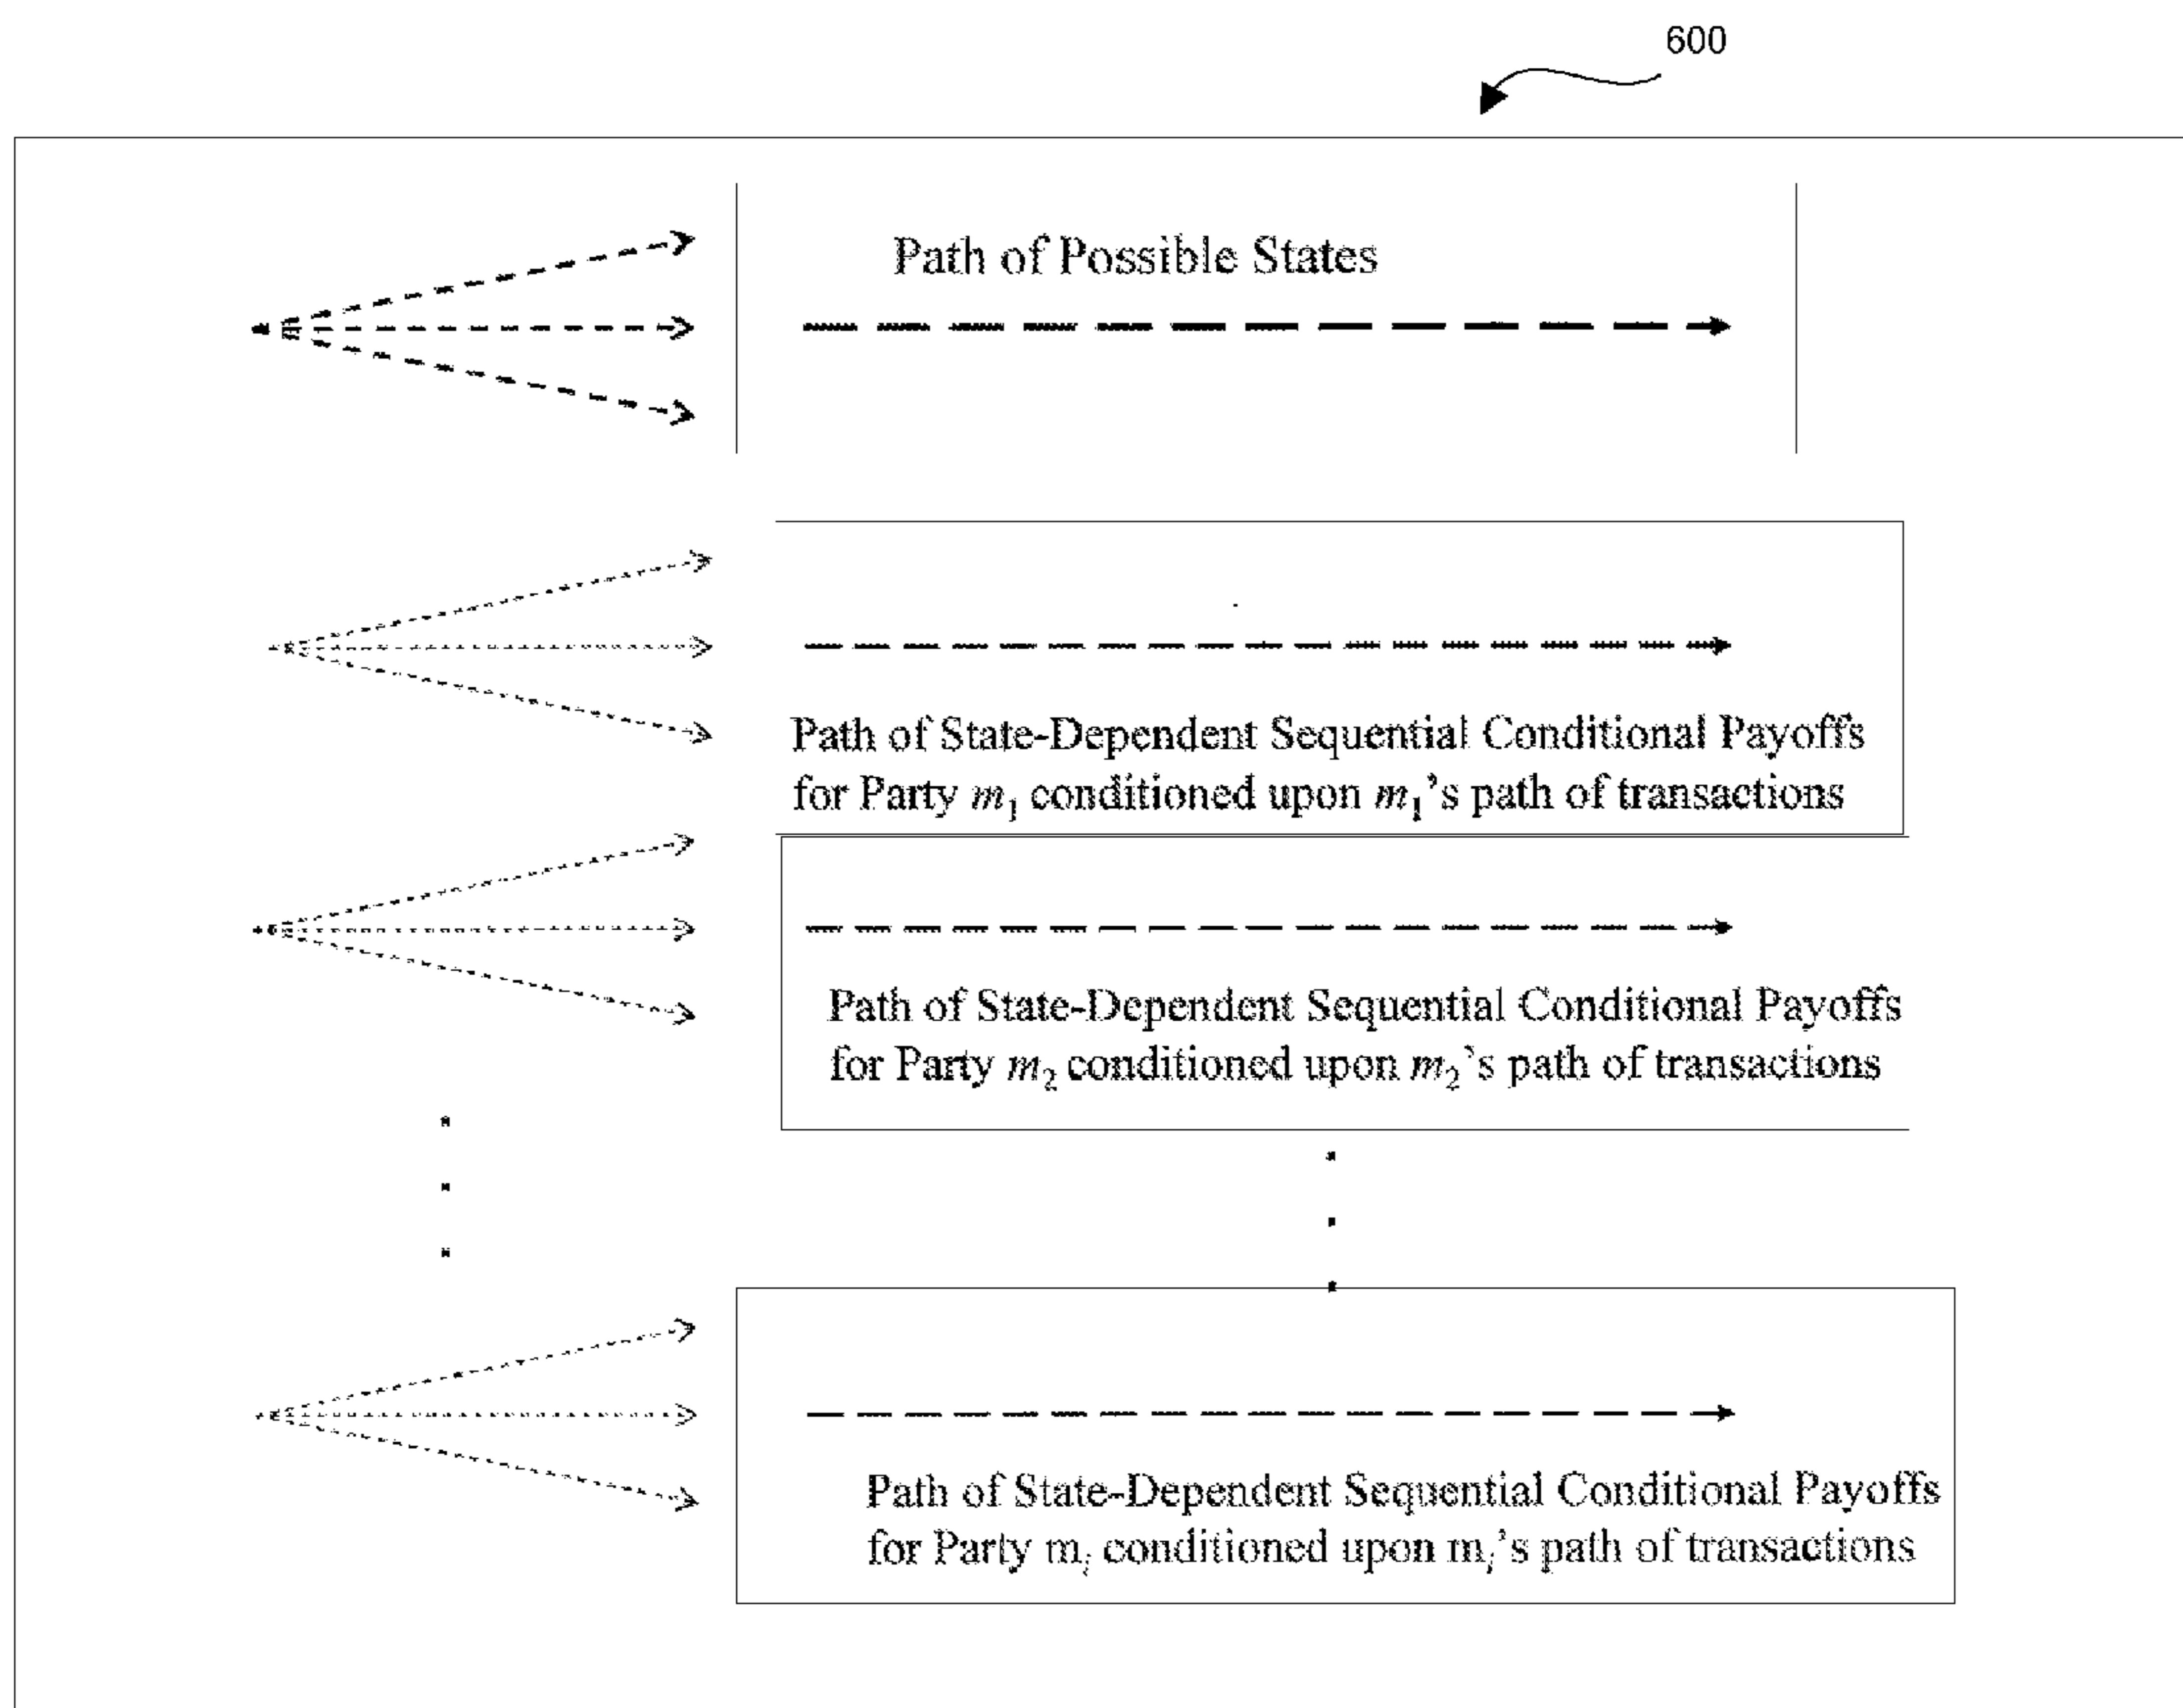 600
Path of Possible States
Path of State-Dependent Sequential Conditional Payoffs
for Party m₁ conditioned upon m₁’s path of transactions
Path of State-Dependent Sequential Conditional Payoffs
for Party m₂ conditioned upon m₂’s path of transactions
Path of State-Dependent Sequential Conditional Payoffs
for Party mᵢ conditioned upon mᵢ’s path of transactions